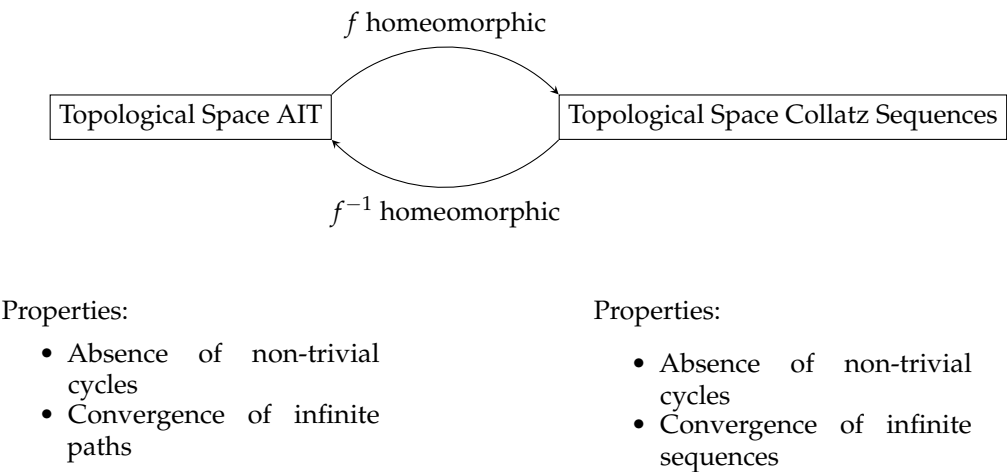 f homeomorphic
Topological Space AIT
Topological Space Collatz Sequences
f⁻¹ homeomorphic
Properties:
• Absence of non-trivial
cycles
• Convergence of infinite
paths
Properties:
• Absence of non-trivial
cycles
• Convergence of infinite
sequences